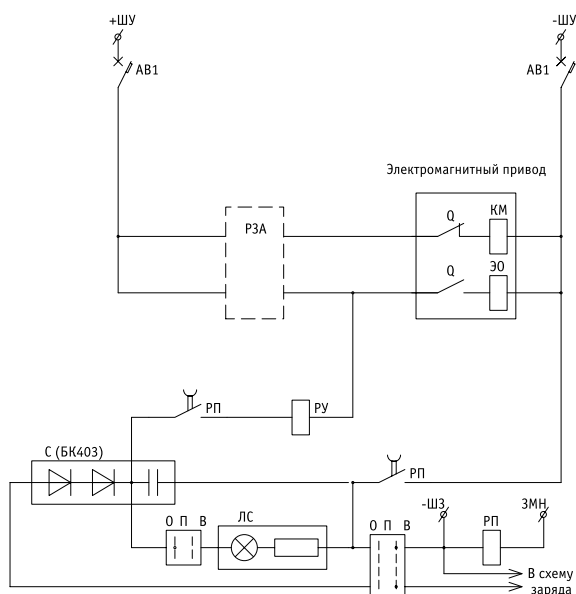 +ШУ
-ШУ
АВ1
АВ1
Электромагнитный привод
РЗА
Q
КМ
Q
ЭО
РП
РУ
С (БК403)
РП
О П В
ЛС
О П В
-ШЗ
РП
ЗМН
В схему
заряда